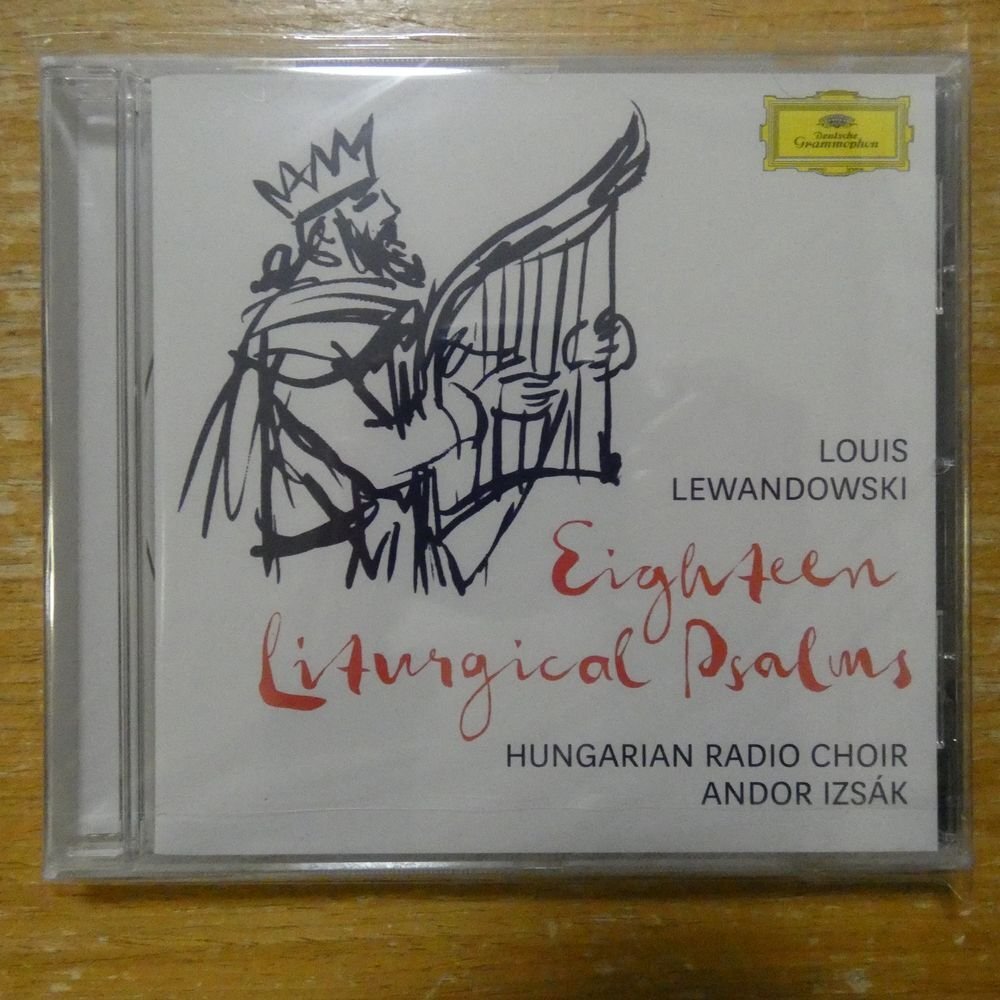 Deutsche
Grammophon
LOUIS
LEWANDOWSKI
Eighteen
Liturgical Psalms
HUNGARIAN RADIO CHOIR
ANDOR IZSÁK